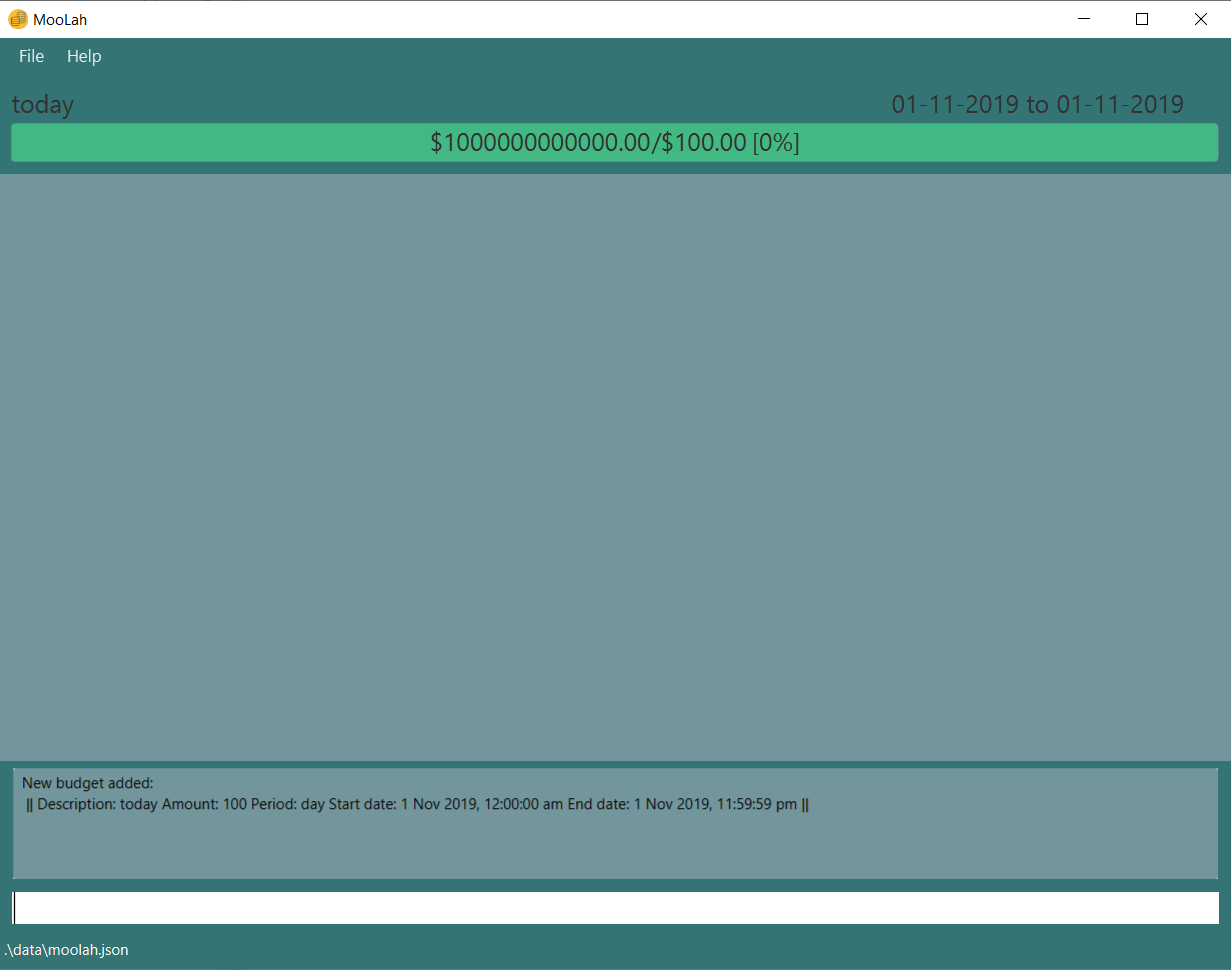 MooLah
File Help
today 01-11-2019 to 01-11-2019
$1000000000000.00/$100.00 [0%]
New budget added:
|| Description: today Amount: 100 Period: day Start date: 1 Nov 2019, 12:00:00 am End date: 1 Nov 2019, 11:59:59 pm ||
.\data\moolah.json